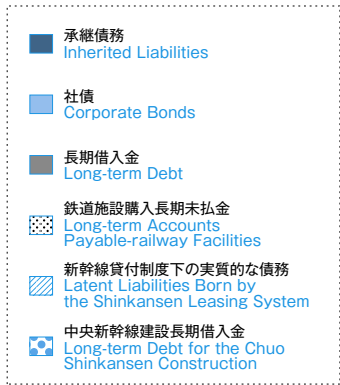 承継債務
Inherited Liabilities
社債
Corporate Bonds
長期借入金
Long-term Debt
鉄道施設購入長期未払金
Long-term Accounts
Payable-railway Facilities
新幹線貸付制度下の実質的な債務
Latent Liabilities Born by
the Shinkansen Leasing System
中央新幹線建設長期借入金
Long-term Debt for the Chuo
Shinkansen Construction